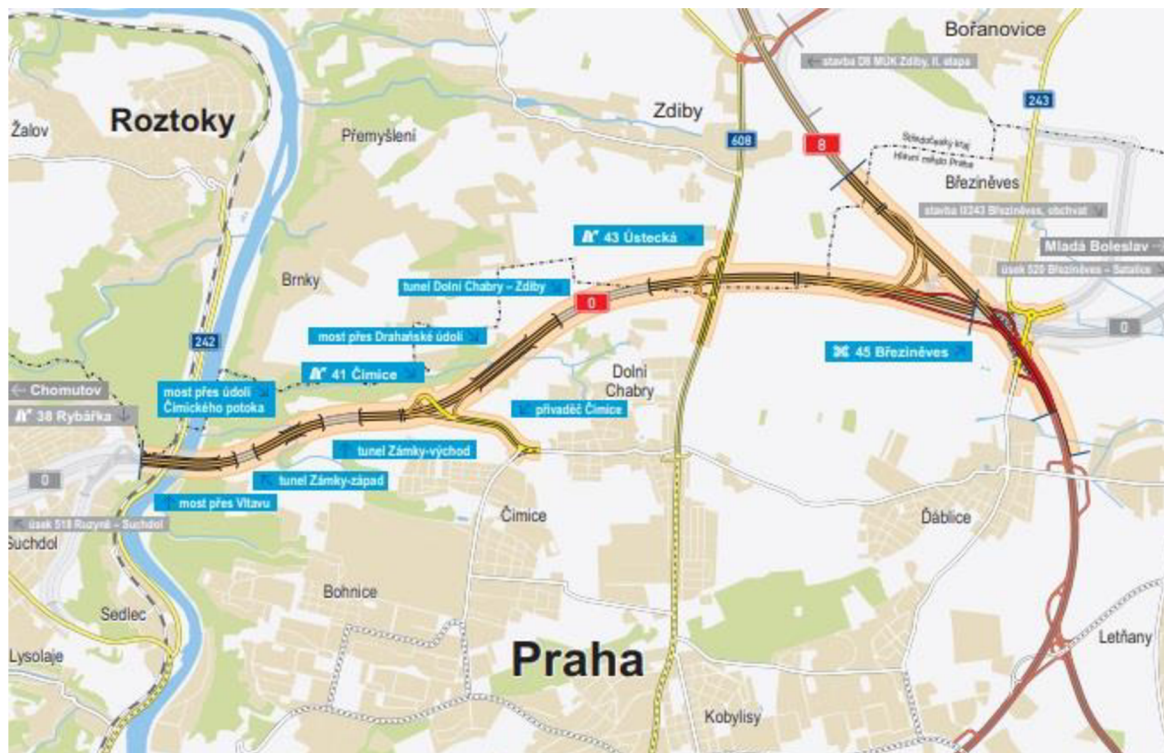 Bořanovice
stavba D8 MÚK Zdiby, II. etapa
Roztoky
Zdiby
243
Žalov
Přemyšlení
608
8
Středočeský kraj
Hlavní město Praha
Březiněves
stavba II/243 Březiněves, obchvat
43 Ústecká
Mladá Boleslav
úsek 520 Březiněves – Satalice
Brnky
tunel Dolní Chabry – Zdiby
0
0
most přes Drahaňské údolí
242
45 Březiněves
41 Čimice
Dolní
Chabry
Chomutov
most přes údolí
Čimického potoka
38 Rybářka
přivaděč Čimice
tunel Zámky-východ
0
tunel Zámky-západ
most přes Vltavu
Čimice
Ďáblice
úsek 518 Ruzyně – Suchdol
Suchdol
Bohnice
Sedlec
Letňany
Lysolaje
Praha
Kobylisy